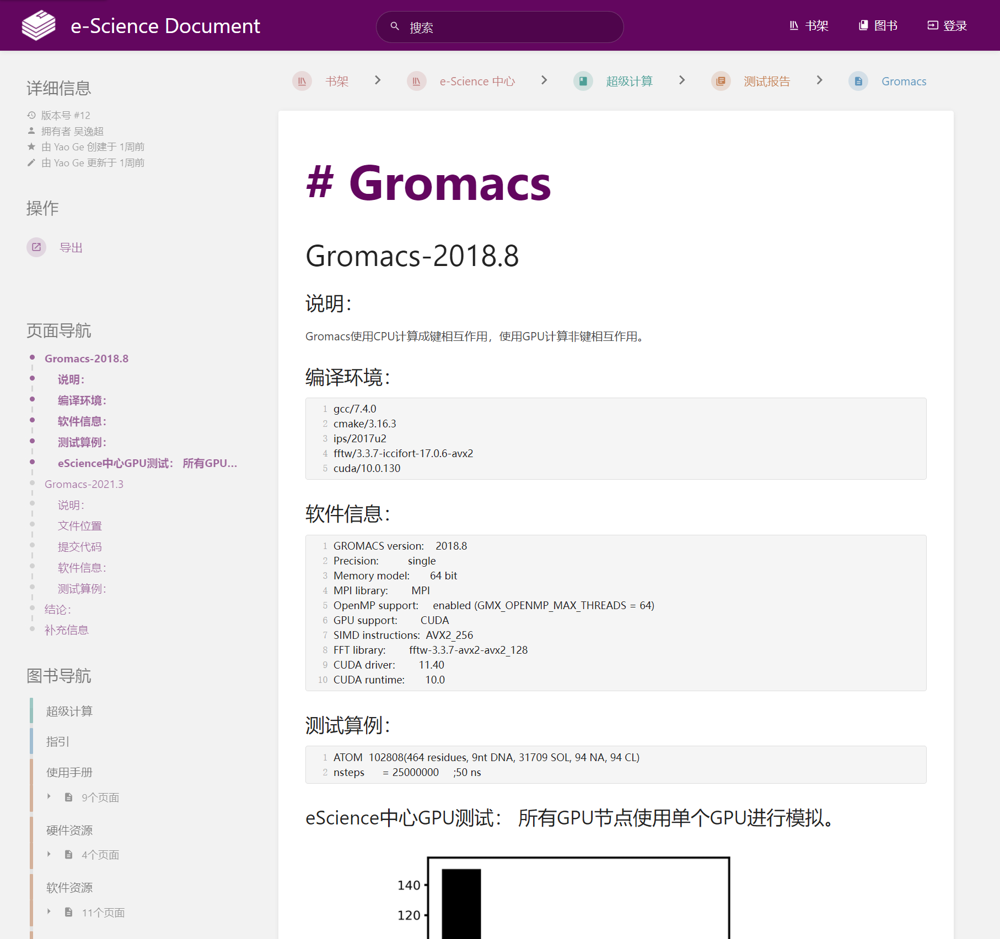 e-Science Document
搜索
书架
图书
登录
书架
e-Science 中心
超级计算
测试报告
Gromacs
详细信息
版本号 #12
拥有者 吴逸超
由 Yao Ge 创建于 1周前
由 Yao Ge 更新于 1周前
操作
导出
页面导航
Gromacs-2018.8
说明：
编译环境：
软件信息：
测试算例：
eScience中心GPU测试： 所有GPU...
Gromacs-2021.3
说明：
文件位置
提交代码
软件信息：
测试算例：
结论：
补充信息
图书导航
超级计算
指引
使用手册
9个页面
硬件资源
4个页面
软件资源
11个页面
# Gromacs
Gromacs-2018.8
说明：
Gromacs使用CPU计算成键相互作用，使用GPU计算非键相互作用。
编译环境：
1 gcc/7.4.0
2 cmake/3.16.3
3 ips/2017u2
4 fftw/3.3.7-iccifort-17.0.6-avx2
5 cuda/10.0.130
软件信息：
1 GROMACS version:    2018.8
2 Precision:          single
3 Memory model:       64 bit
4 MPI library:        MPI
5 OpenMP support:     enabled (GMX_OPENMP_MAX_THREADS = 64)
6 GPU support:        CUDA
7 SIMD instructions:  AVX2_256
8 FFT library:        fftw-3.3.7-avx2-avx2_128
9 CUDA driver:        11.40
10 CUDA runtime:       10.0
测试算例：
1 ATOM  102808(464 residues, 9nt DNA, 31709 SOL, 94 NA, 94 CL)
2 nsteps      = 25000000     ;50 ns
eScience中心GPU测试： 所有GPU节点使用单个GPU进行模拟。
140
120